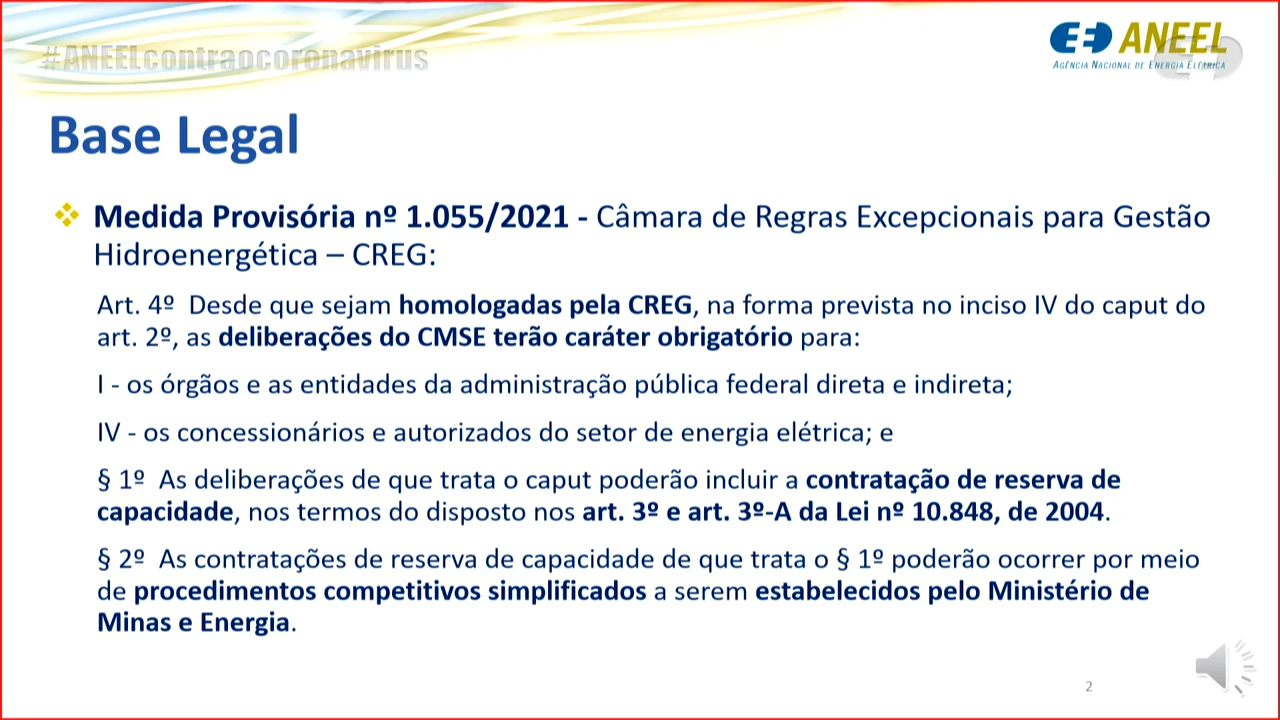 #ANEELcontraocoronavirus
ANEEL
AGÊNCIA NACIONAL DE ENERGIA ELÉTRICA
Base Legal
Medida Provisória nº 1.055/2021 - Câmara de Regras Excepcionais para Gestão
Hidroenergética – CREG:
Art. 4º Desde que sejam homologadas pela CREG, na forma prevista no inciso IV do caput do
art. 2º, as deliberações do CMSE terão caráter obrigatório para:
I - os órgãos e as entidades da administração pública federal direta e indireta;
IV - os concessionários e autorizados do setor de energia elétrica; e
§ 1º As deliberações de que trata o caput poderão incluir a contratação de reserva de
capacidade, nos termos do disposto nos art. 3º e art. 3º-A da Lei nº 10.848, de 2004.
§ 2º As contratações de reserva de capacidade de que trata o § 1º poderão ocorrer por meio
de procedimentos competitivos simplificados a serem estabelecidos pelo Ministério de
Minas e Energia.
2